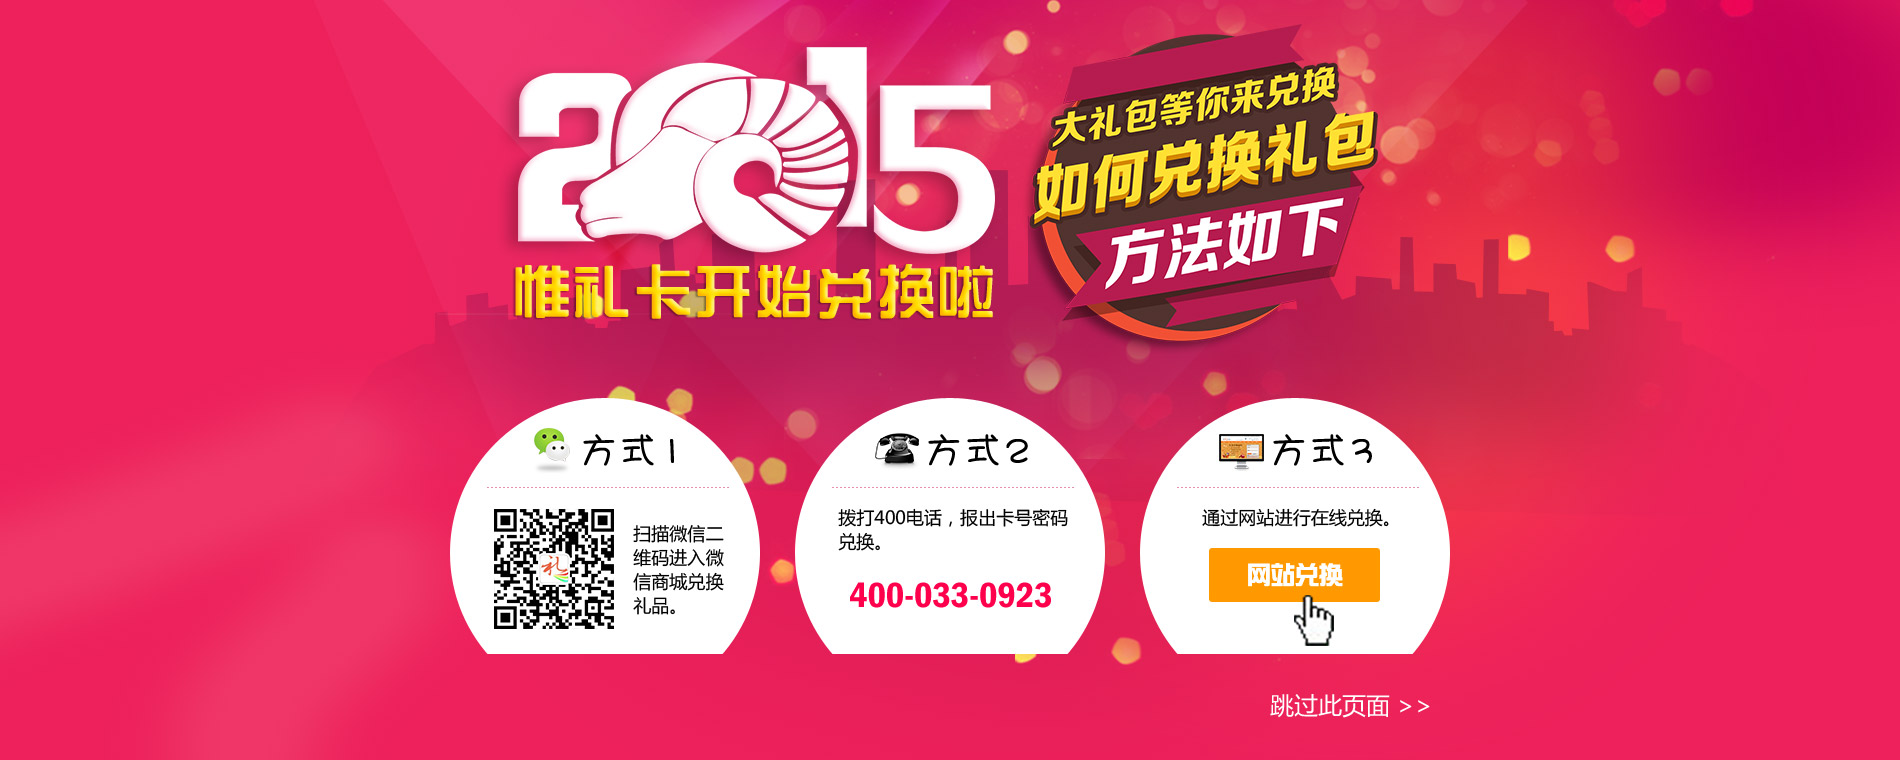 2015
惟礼卡开始兑换啦
大礼包等你来兑换
如何兑换礼包
方法如下
方式1
扫描微信二
维码进入微
信商城兑换
礼品。
礼
方式2
拨打400电话，报出卡号密码
兑换。
400-033-0923
方式3
通过网站进行在线兑换。
网站兑换
跳过此页面 >>